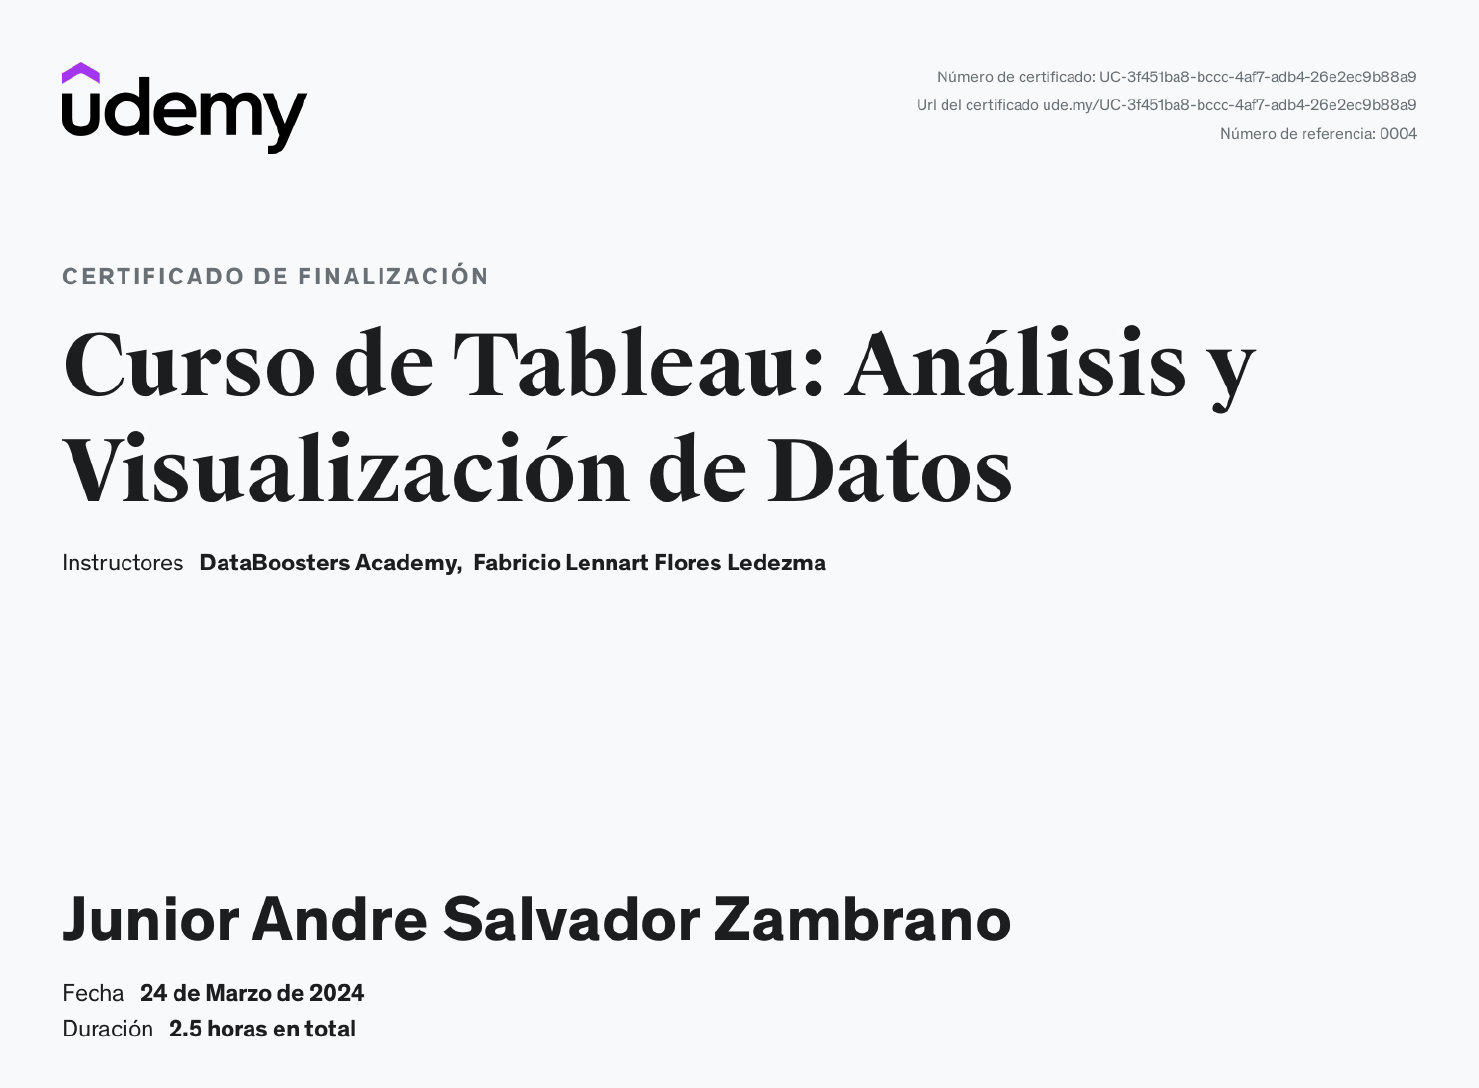 udemy
Número de certificado: UC-3f451ba8-bccc-4af7-adb4-26e2ec9b88a9
Url del certificado ude.my/UC-3f451ba8-bccc-4af7-adb4-26e2ec9b88a9
Número de referencia: 0004
CERTIFICADO DE FINALIZACIÓN
Curso de Tableau: Análisis y
Visualización de Datos
Instructores DataBoosters Academy, Fabricio Lennart Flores Ledezma
Junior Andre Salvador Zambrano
Fecha 24 de Marzo de 2024
Duración 2.5 horas en total